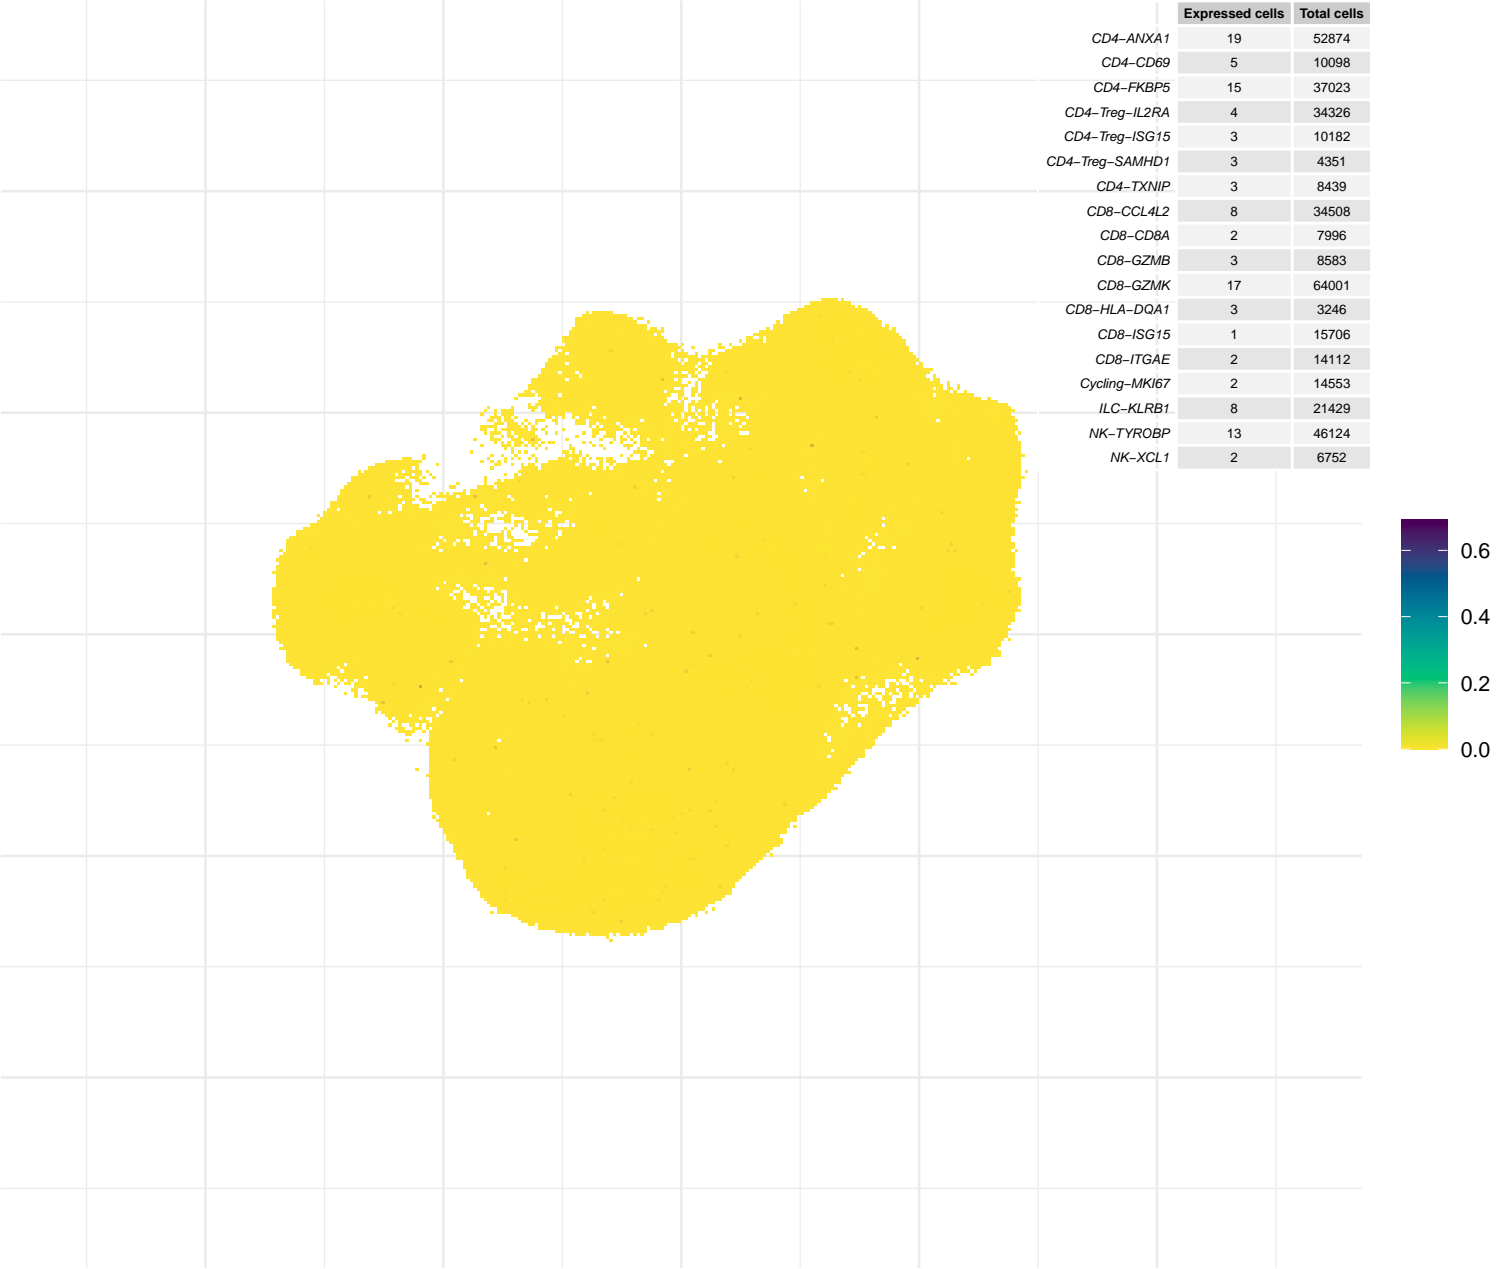 Expressed cells Total cells
CD4−ANXA1 19 52874
CD4−CD69 5 10098
CD4−FKBP5 15 37023
CD4−Treg−IL2RA 4 34326
CD4−Treg−ISG15 3 10182
CD4−Treg−SAMHD1 3 4351
CD4−TXNIP 3 8439
CD8−CCL4L2 8 34508
CD8−CD8A 2 7996
CD8−GZMB 3 8583
CD8−GZMK 17 64001
CD8−HLA−DQA1 3 3246
CD8−ISG15 1 15706
CD8−ITGAE 2 14112
Cycling−MKI67 2 14553
ILC−KLRB1 8 21429
NK−TYROBP 13 46124
NK−XCL1 2 6752
0.6
0.4
0.2
0.0